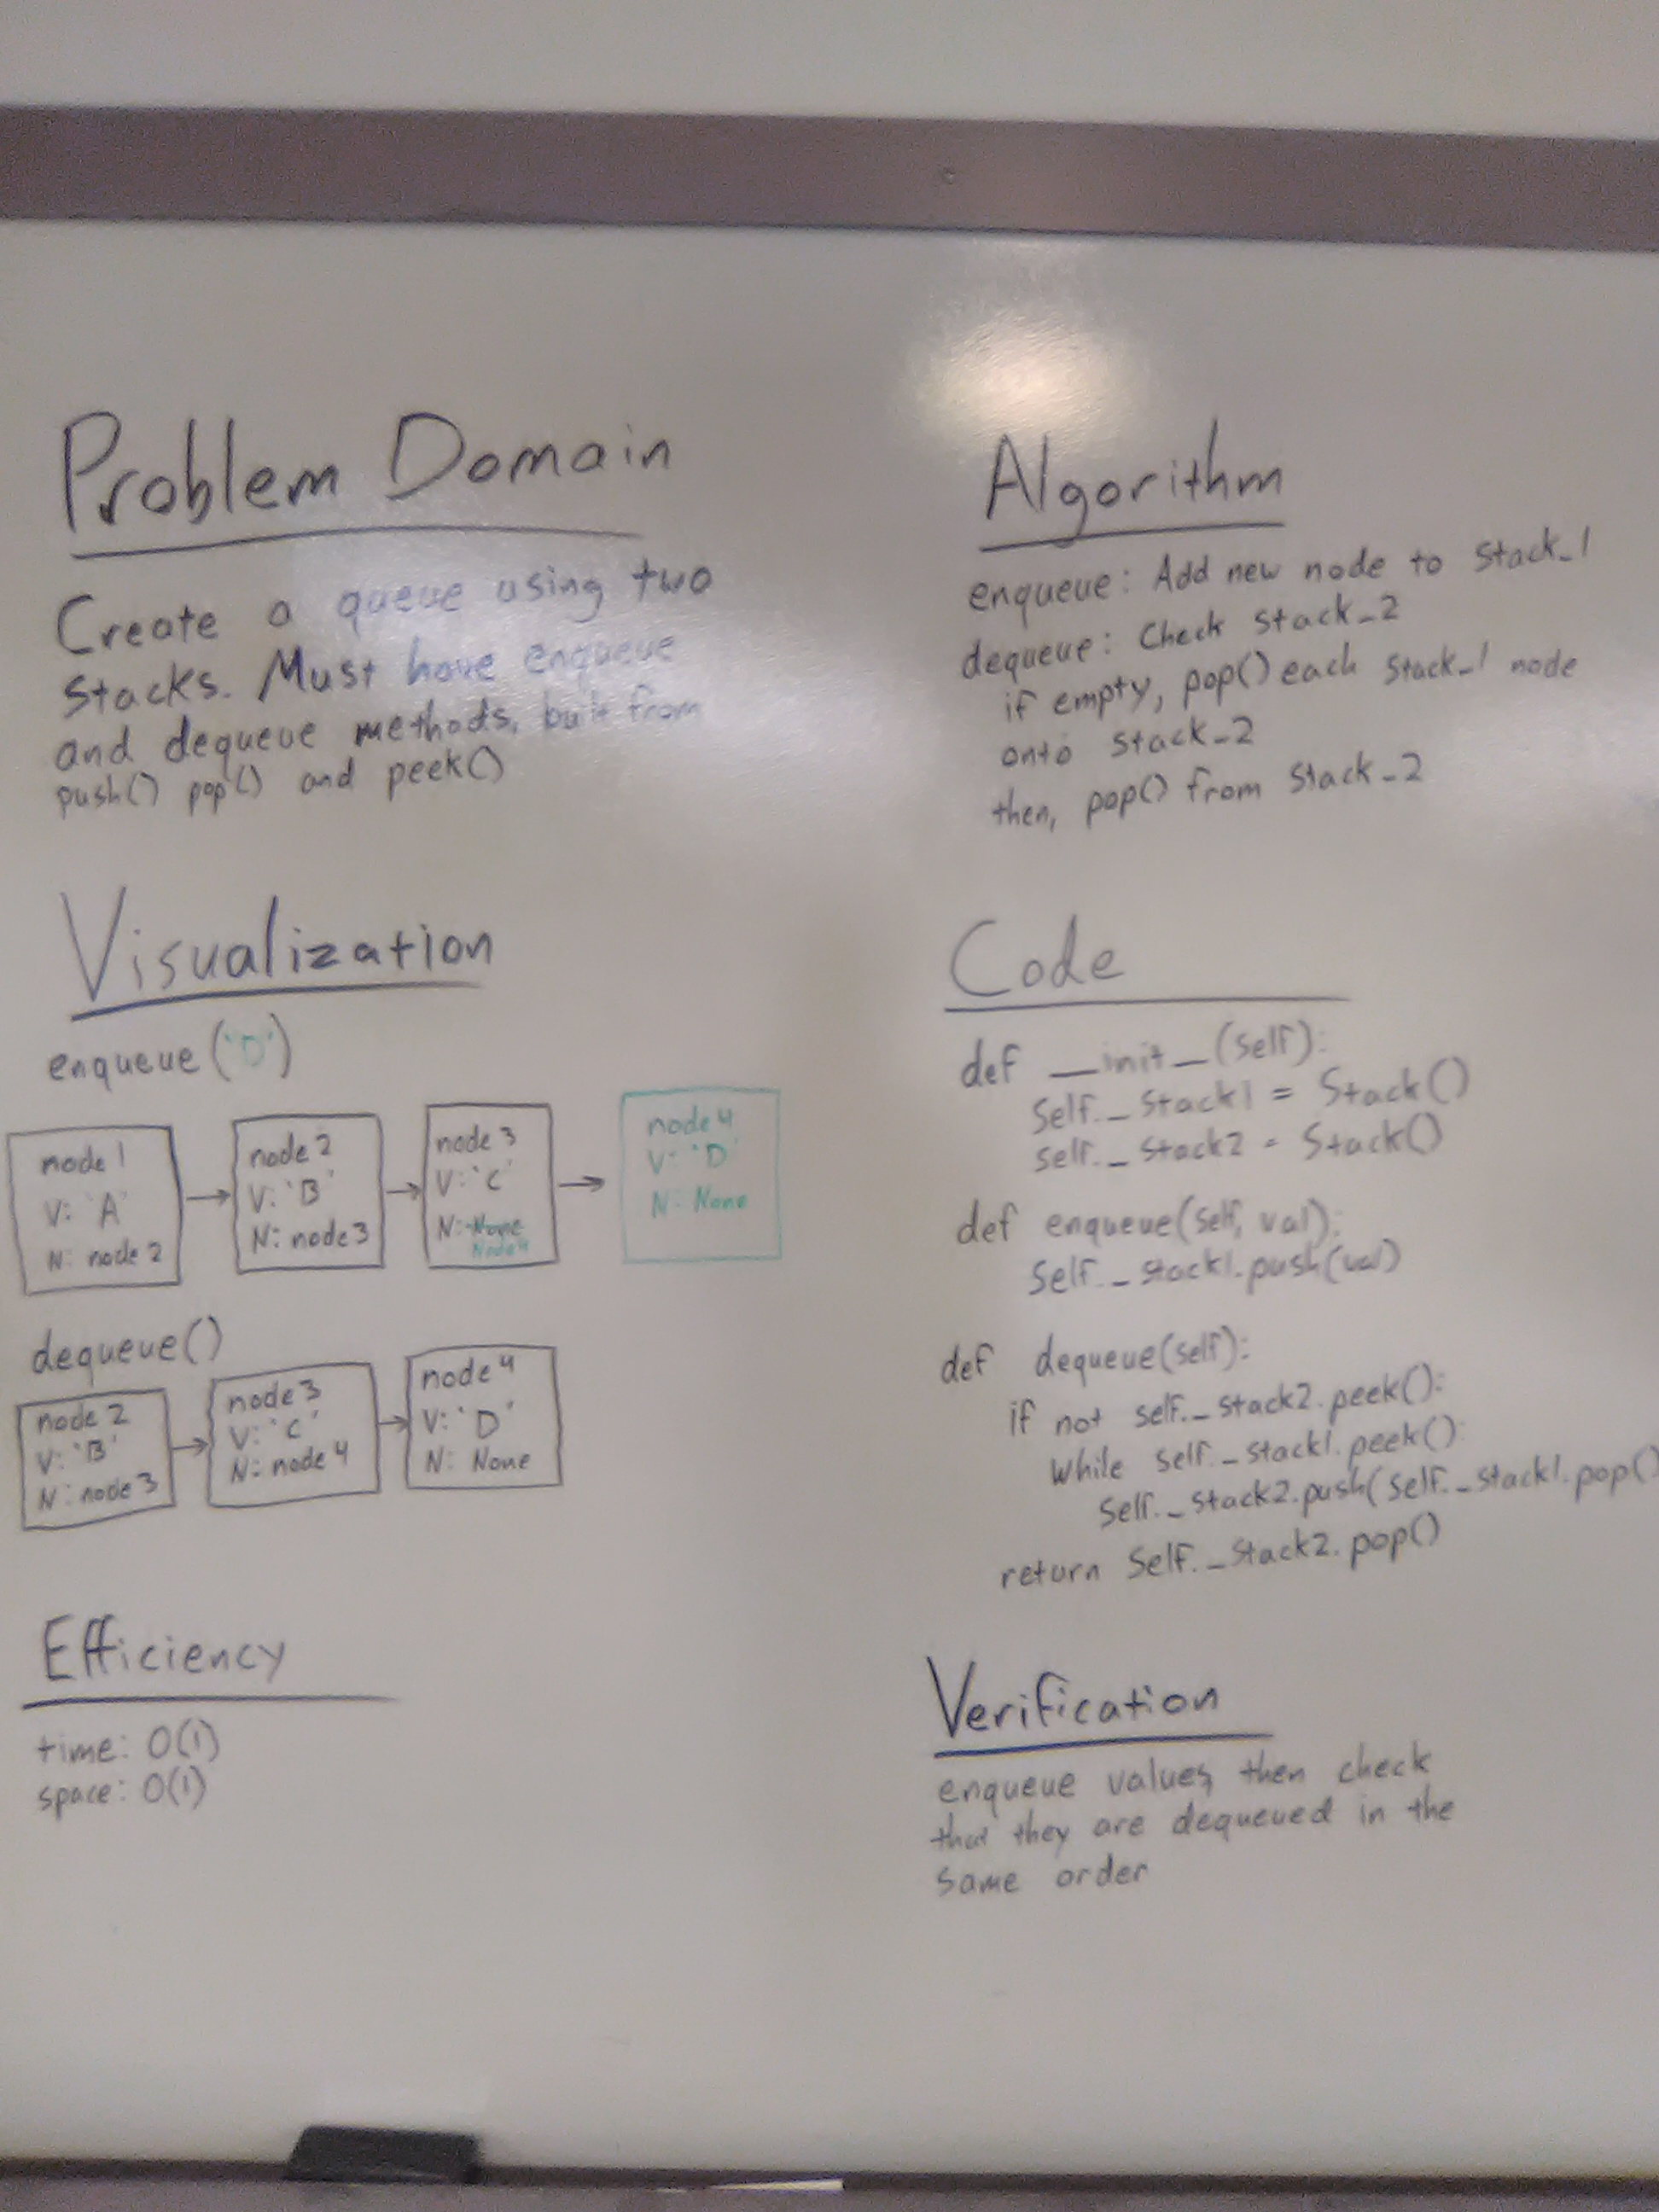 Problem Domain
Create a queue using two
stacks. Must have enqueue
and dequeue methods, built from
push() pop() and peek()
Visualization
enqueue('D')
node 1
V: 'A'
N: node 2
node 2
V: 'B'
N: node 3
node 3
V: 'C'
N: None
Node 4
node 4
V: 'D'
N: None
dequeue()
node 2
V: 'B'
N: node 3
node 3
V: 'C'
N: node 4
node 4
V: 'D'
N: None
Efficiency
time: O(1)
space: O(1)
Algorithm
enqueue: Add new node to Stack_1
dequeue: Check Stack_2
if empty, pop() each Stack_1 node
onto Stack_2
then, pop() from Stack_2
Code
def __init__(self):
self._stack1 = Stack()
self._stack2 = Stack()
def enqueue(self, val):
self._stack1.push(val)
def dequeue(self):
if not self._stack2.peek():
while self._stack1.peek():
self._stack2.push(self._stack1.pop()
return self._stack2.pop()
Verification
enqueue values, then check
that they are dequeued in the
same order